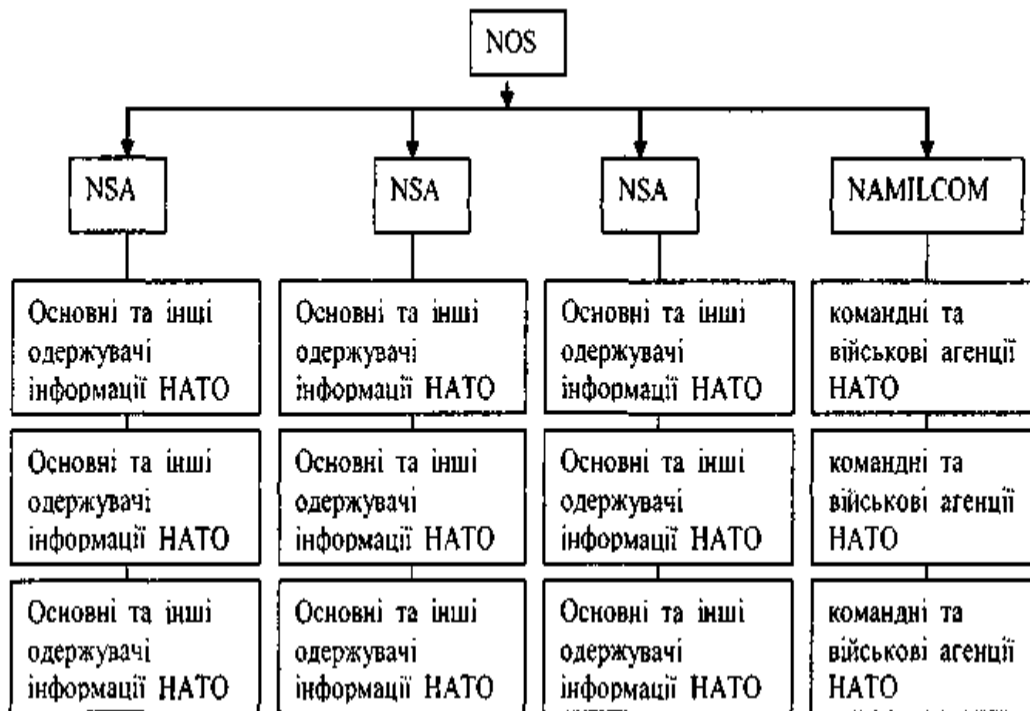 NOS
NSA
NSA
NSA
NAMILCOM
Основні та інші
одержувачі
інформації НАТО
Основні та інші
одержувачі
інформації НАТО
Основні та інші
одержувачі
інформації НАТО
командні та
військові агенції
НАТО
Основні та інші
одержувачі
інформації НАТО
Основні та інші
одержувачі
інформації НАТО
Основні та інші
одержувачі
інформації НАТО
командні та
військові агенції
НАТО
Основні та інші
одержувачі
інформації НАТО
Основні та інші
одержувачі
інформації НАТО
Основні та інші
одержувачі
інформації НАТО
командні та
військові агенції
НАТО